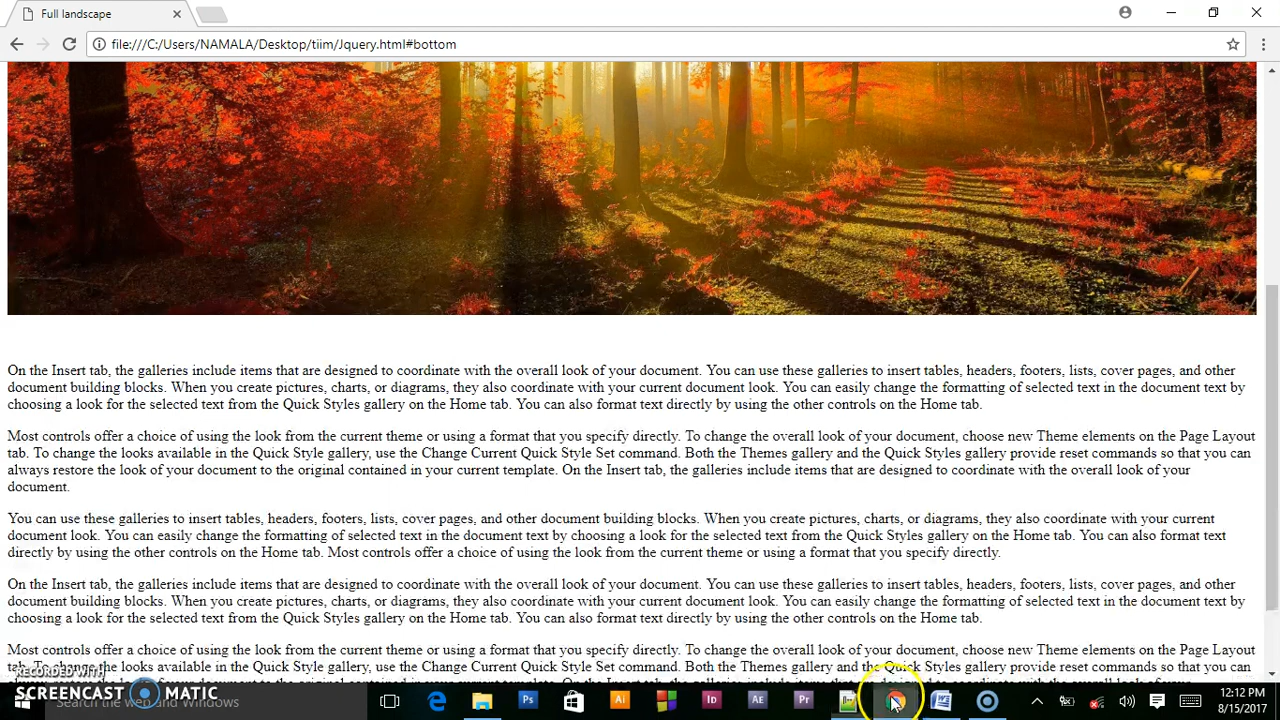 Full landscape
file:///C:/Users/NAMALA/Desktop/tiim/Jquery.html#bottom
On the Insert tab, the galleries include items that are designed to coordinate with the overall look of your document. You can use these galleries to insert tables, headers, footers, lists, cover pages, and other
document building blocks. When you create pictures, charts, or diagrams, they also coordinate with your current document look. You can easily change the formatting of selected text in the document text by
choosing a look for the selected text from the Quick Styles gallery on the Home tab. You can also format text directly by using the other controls on the Home tab.
Most controls offer a choice of using the look from the current theme or using a format that you specify directly. To change the overall look of your document, choose new Theme elements on the Page Layout
tab. To change the looks available in the Quick Style gallery, use the Change Current Quick Style Set command. Both the Themes gallery and the Quick Styles gallery provide reset commands so that you can
always restore the look of your document to the original contained in your current template. On the Insert tab, the galleries include items that are designed to coordinate with the overall look of your
document.
You can use these galleries to insert tables, headers, footers, lists, cover pages, and other document building blocks. When you create pictures, charts, or diagrams, they also coordinate with your current
document look. You can easily change the formatting of selected text in the document text by choosing a look for the selected text from the Quick Styles gallery on the Home tab. You can also format text
directly by using the other controls on the Home tab. Most controls offer a choice of using the look from the current theme or using a format that you specify directly.
On the Insert tab, the galleries include items that are designed to coordinate with the overall look of your document. You can use these galleries to insert tables, headers, footers, lists, cover pages, and other
document building blocks. When you create pictures, charts, or diagrams, they also coordinate with your current document look. You can easily change the formatting of selected text in the document text by
choosing a look for the selected text from the Quick Styles gallery on the Home tab. You can also format text directly by using the other controls on the Home tab.
Most controls offer a choice of using the look from the current theme or using a format that you specify directly. To change the overall look of your document, choose new Theme elements on the Page Layout
tab. To change the looks available in the Quick Style gallery, use the Change Current Quick Style Set command. Both the Themes gallery and the Quick Styles gallery provide reset commands so that you can
RECORDED WITH
SCREENCAST MATIC
Search the web and Windows
Ps
Ai
Id
AE
Pr
12:12 PM
8/15/2017